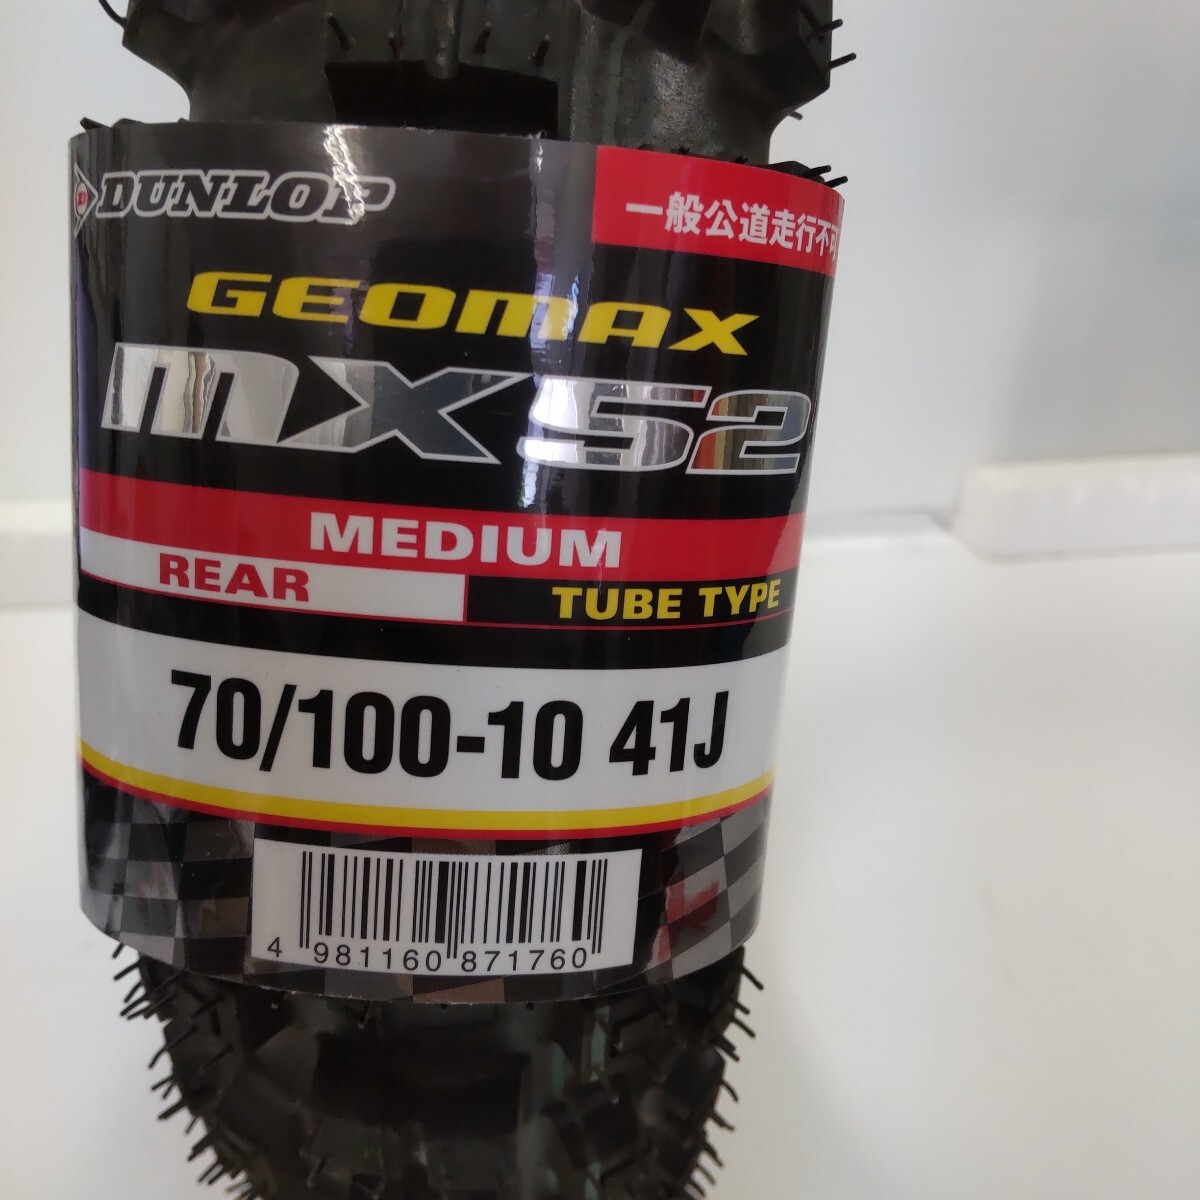 DUNLOP
一般公道走行不可
GEOMAX
MX52
MEDIUM
REAR
TUBE TYPE
70/100-10 41J
4 981160 871760